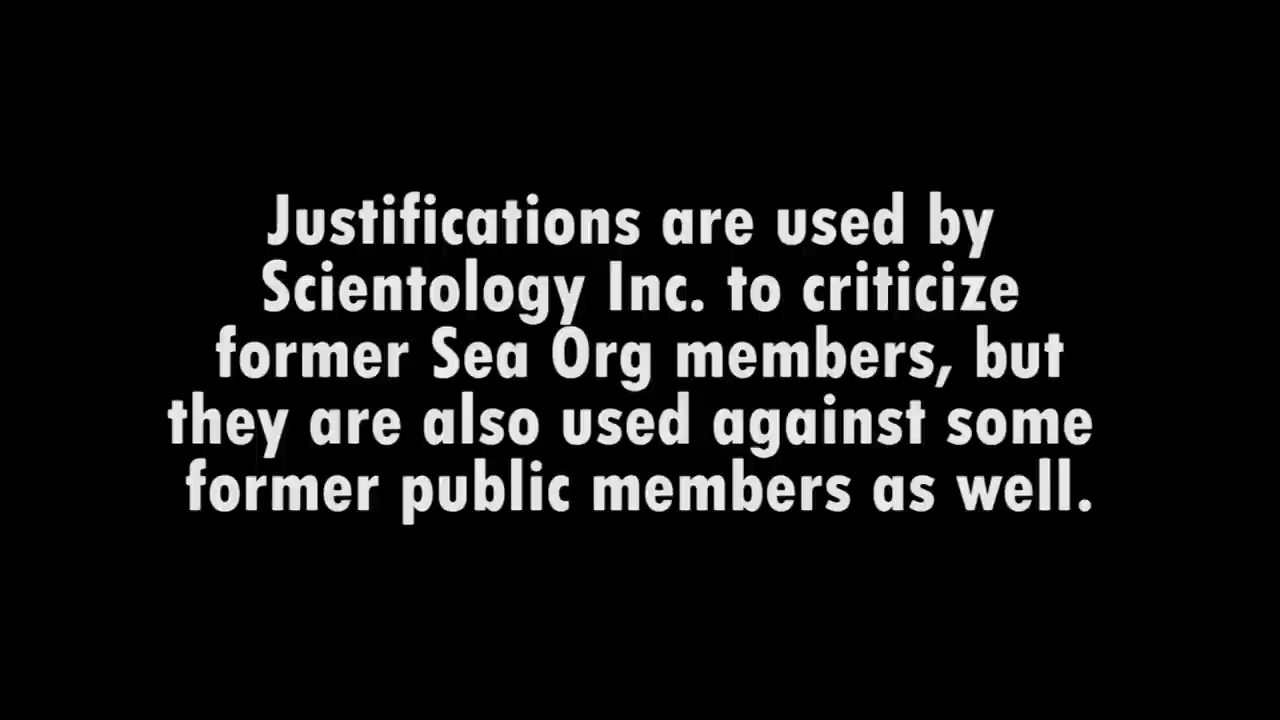 Justifications are used by
Scientology Inc. to criticize
former Sea Org members, but
they are also used against some
former public members as well.